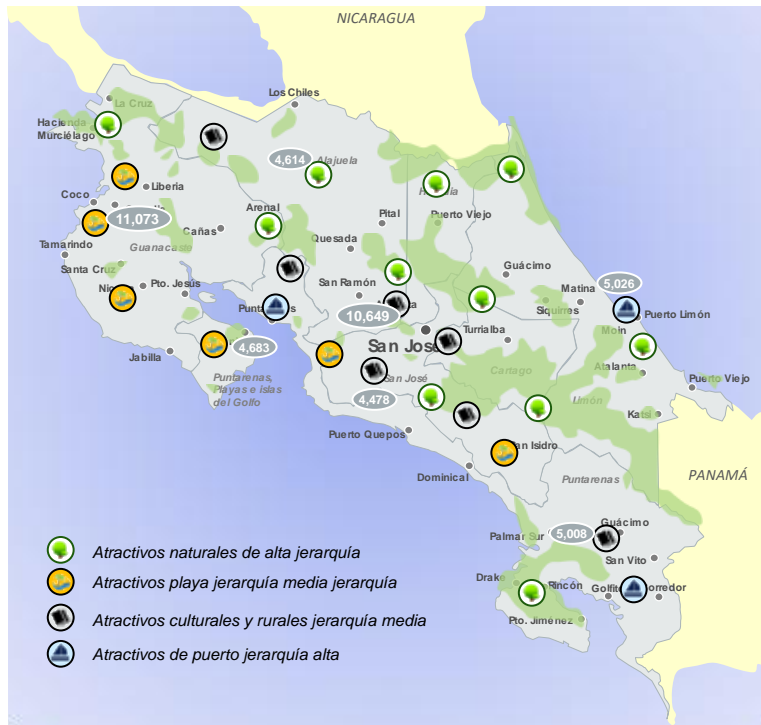 NICARAGUA
Los Chiles
La Cruz
Hacienda
Murciélago
4,614
Alajuela
Liberia
Coco
Arenal
Pital
Puerto Viejo
11,073
Cañas
Guanacaste
Quesada
Tamarindo
Guácimo
5,026
Santa Cruz
Matina
Pto. Jesús
San Ramón
Siquirres
Puerto Limón
10,649
Moin
Turrialba
San José
4,683
Jabilla
Atalanta
Cartago
San José
Puntarenas,
Playas e islas
del Golfo
Puerto Viejo
4,478
Limón
Katsi
Puerto Quepos
San Isidro
Dominical
PANAMÁ
Puntarenas
Guácimo
Palmar Sur
5,008
San Vito
Drake
Rincón
Pto. Jiménez
Atractivos naturales de alta jerarquía
Atractivos playa jerarquía media jerarquía
Atractivos culturales y rurales jerarquía media
Atractivos de puerto jerarquía alta